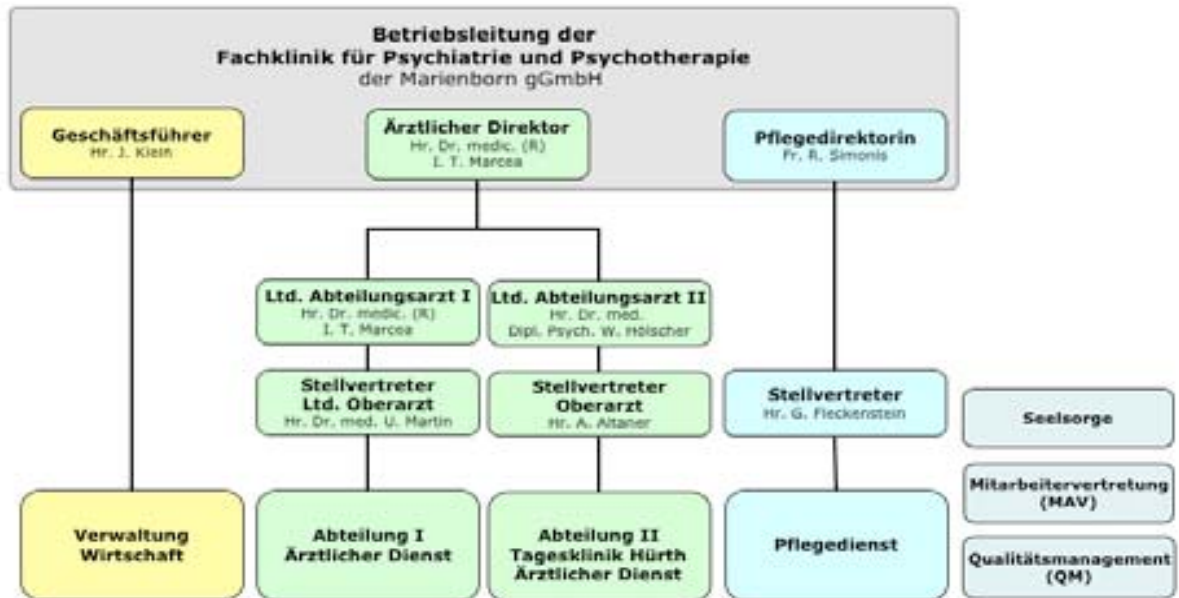 Betriebsleitung der
Fachklinik für Psychiatrie und Psychotherapie
der Marienborn gGmbH
Geschäftsführer
Hr. J. Klein
Ärztlicher Direktor
Hr. Dr. medic. (R)
I. T. Marcea
Pflegedirektorin
Fr. R. Simonis
Ltd. Abteilungsarzt I
Hr. Dr. medic. (R)
I. T. Marcea
Ltd. Abteilungsarzt II
Hr. Dr. med.
Dipl. Psych. W. Hölscher
Stellvertreter
Ltd. Oberarzt
Hr. Dr. med. U. Martin
Stellvertreter
Oberarzt
Hr. A. Altaner
Stellvertreter
Hr. G. Fleckenstein
Seelsorge
Mitarbeitervertretung
(MAV)
Qualitätsmanagement
(QM)
Verwaltung
Wirtschaft
Abteilung I
Ärztlicher Dienst
Abteilung II
Tagesklinik Hürth
Ärztlicher Dienst
Pflegedienst